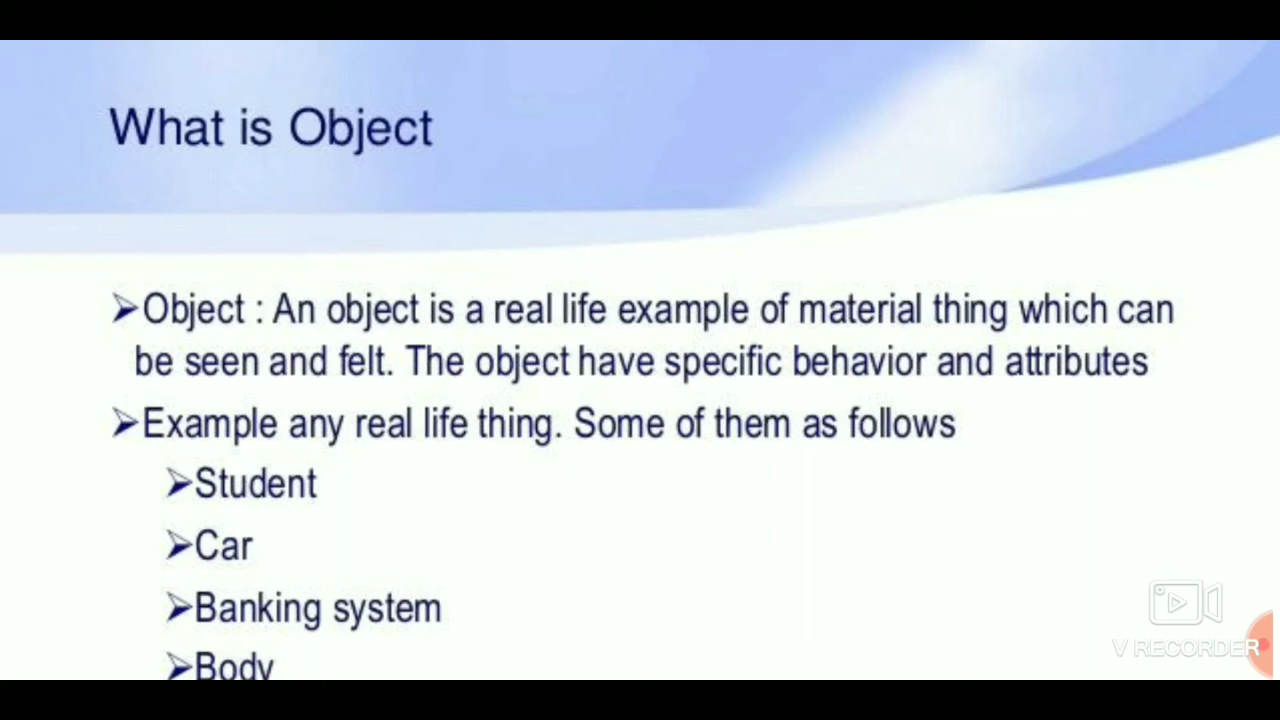 What is Object
➢Object : An object is a real life example of material thing which can
be seen and felt. The object have specific behavior and attributes
➢Example any real life thing. Some of them as follows
➢Student
➢Car
➢Banking system
➢Body
V RECORDER